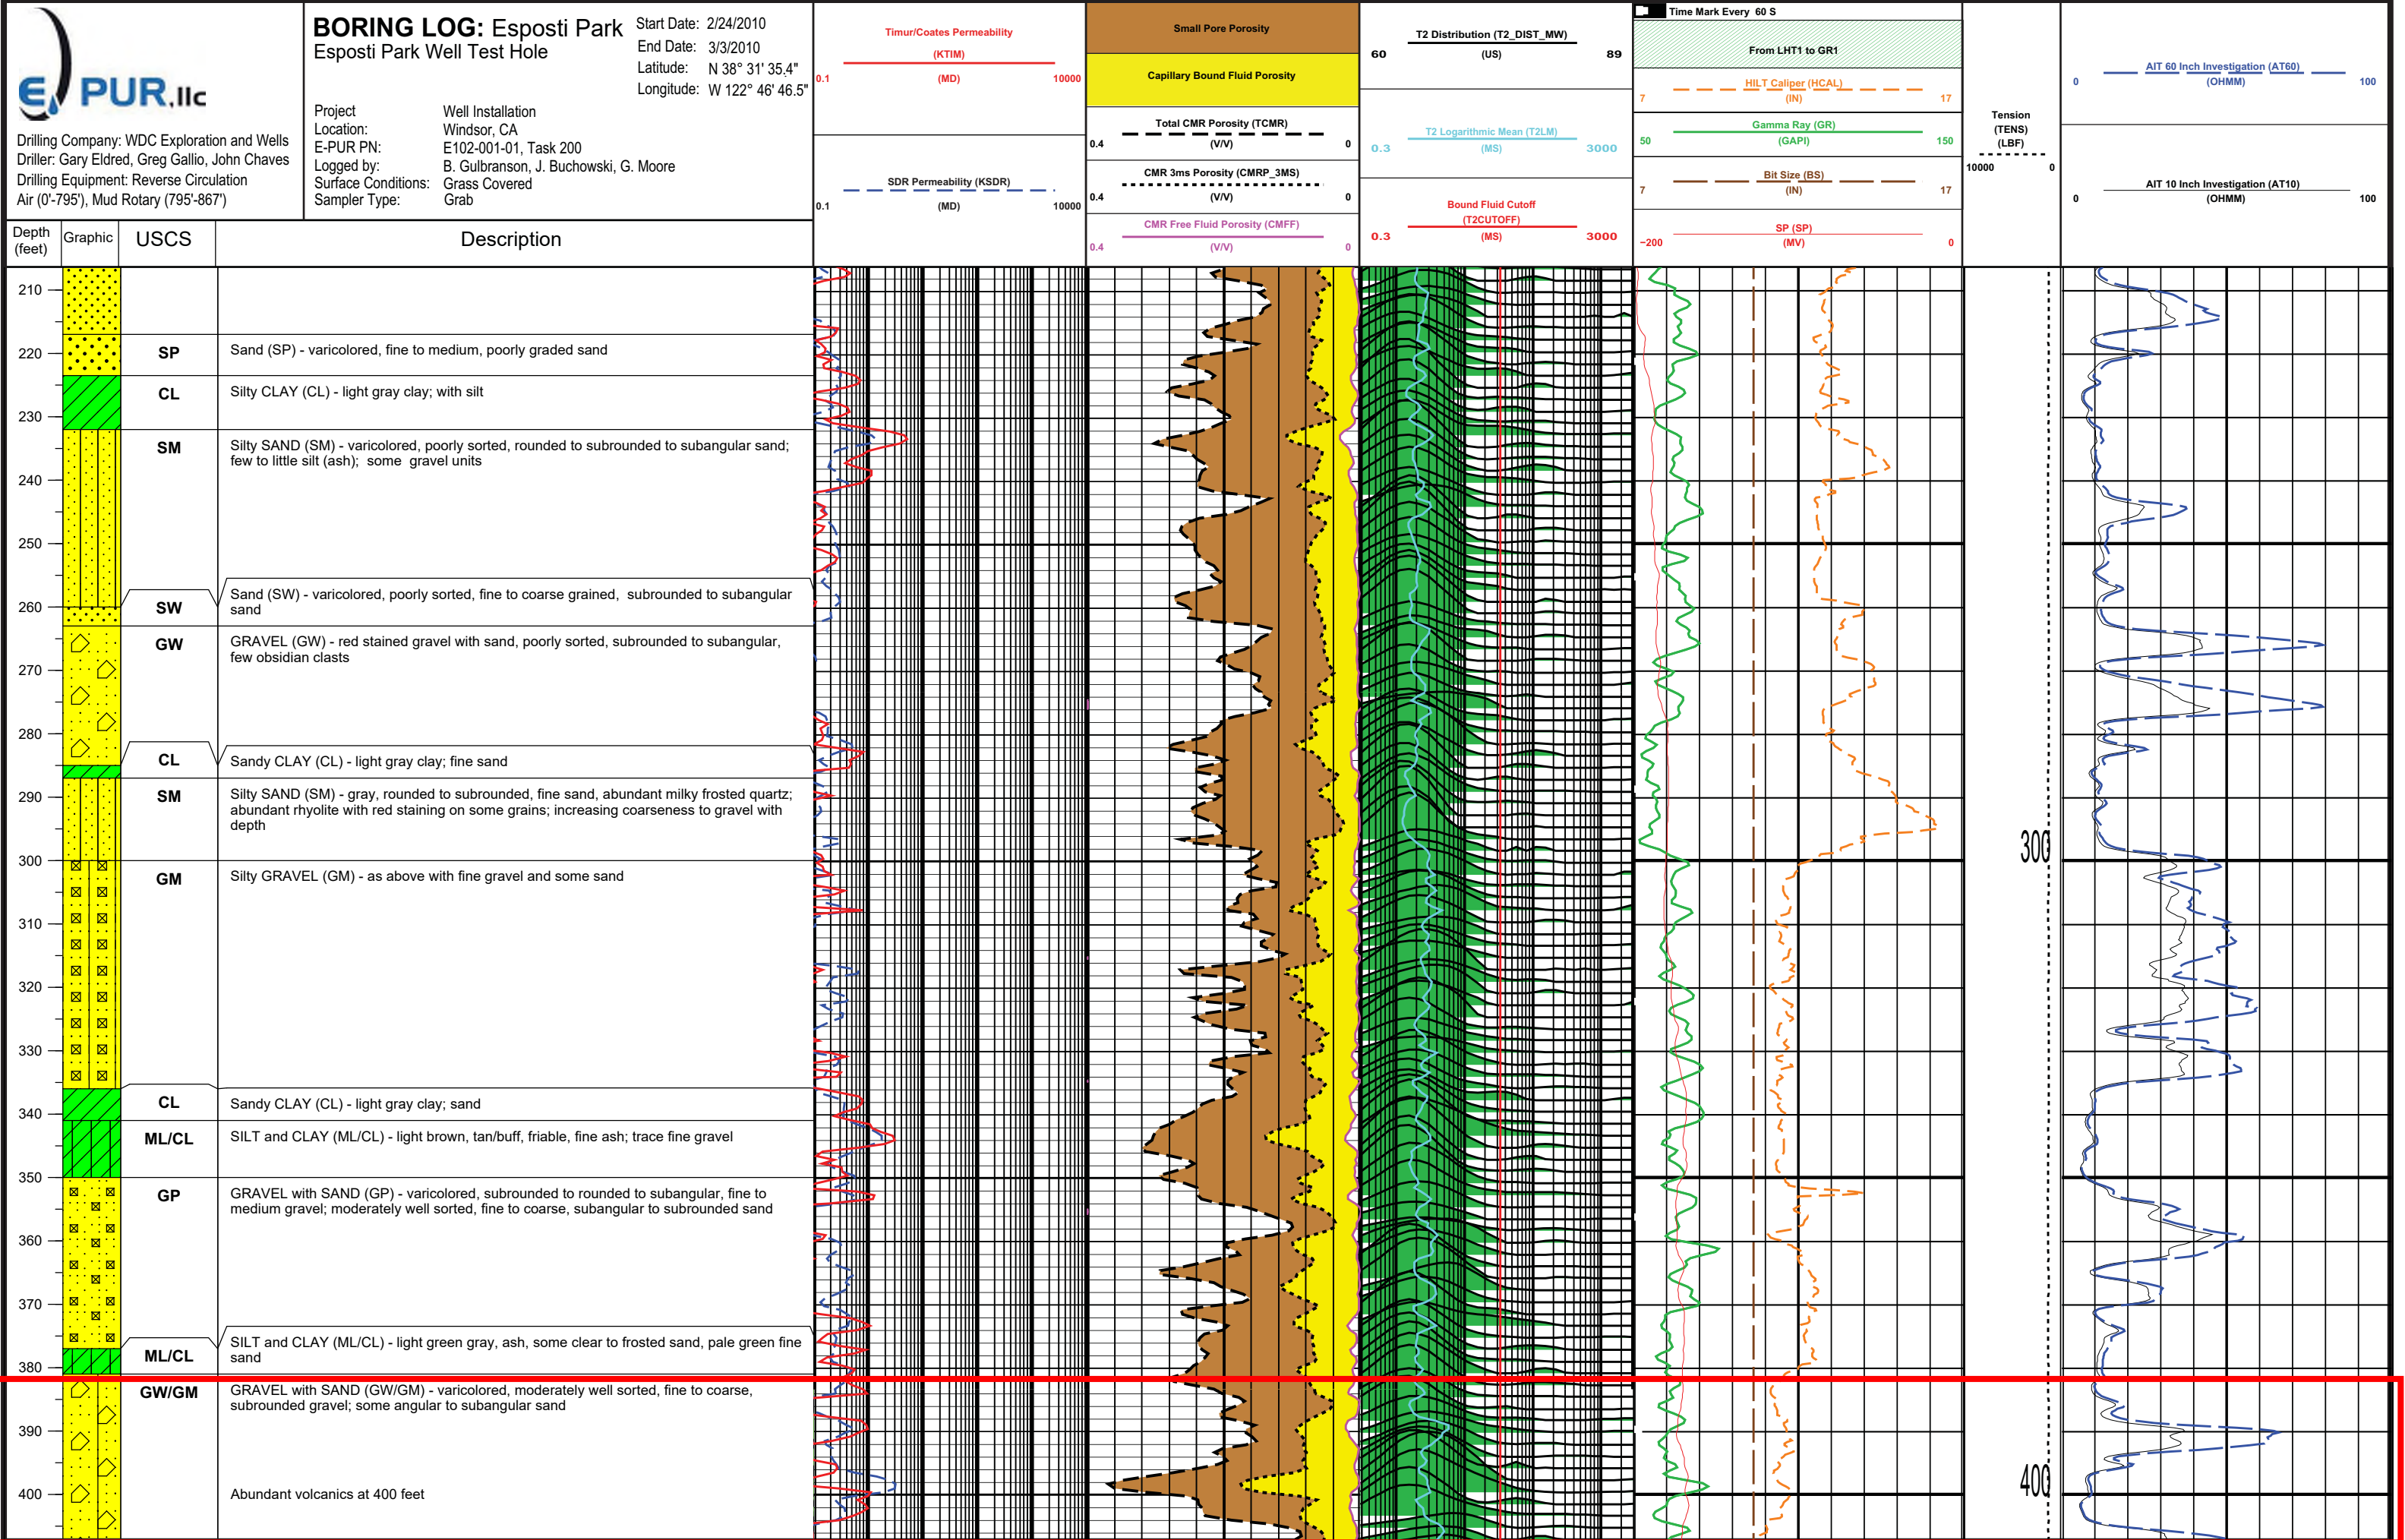 E) PUR,llc
Drilling Company: WDC Exploration and Wells
Driller: Gary Eldred, Greg Gallio, John Chaves
Drilling Equipment: Reverse Circulation
Air (0'-795'), Mud Rotary (795'-867')
BORING LOG: Esposti Park
Esposti Park Well Test Hole
Start Date: 2/24/2010
End Date: 3/3/2010
Latitude: N 38° 31' 35.4"
Longitude: W 122° 46' 46.5"
Project Well Installation
Location: Windsor, CA
E-PUR PN: E102-001-01, Task 200
Logged by: B. Gulbranson, J. Buchowski, G. Moore
Surface Conditions: Grass Covered
Sampler Type: Grab
Timur/Coates Permeability
(KTIM)
0.1 (MD) 10000
SDR Permeability (KSDR)
0.1 (MD) 10000
Small Pore Porosity
Capillary Bound Fluid Porosity
Total CMR Porosity (TCMR)
0.4 (V/V) 0
CMR 3ms Porosity (CMRP_3MS)
0.4 (V/V) 0
CMR Free Fluid Porosity (CMFF)
0.4 (V/V) 0
T2 Distribution (T2_DIST_MW)
60 (US) 89
T2 Logarithmic Mean (T2LM)
0.3 (MS) 3000
Bound Fluid Cutoff
(T2CUTOFF)
0.3 (MS) 3000
Time Mark Every 60 S
From LHT1 to GR1
HILT Caliper (HCAL)
7 (IN) 17
Gamma Ray (GR)
50 (GAPI) 150
Bit Size (BS)
7 (IN) 17
SP (SP)
-200 (MV) 0
Tension
(TENS)
(LBF)
10000 0
AIT 60 Inch Investigation (AT60)
0 (OHMM) 100
AIT 10 Inch Investigation (AT10)
0 (OHMM) 100
Depth
(feet)
Graphic
USCS
Description
210
220
SP Sand (SP) - varicolored, fine to medium, poorly graded sand
CL Silty CLAY (CL) - light gray clay; with silt
230
SM Silty SAND (SM) - varicolored, poorly sorted, rounded to subrounded to subangular sand;
few to little silt (ash); some gravel units
240
250
260
SW Sand (SW) - varicolored, poorly sorted, fine to coarse grained, subrounded to subangular
sand
GW GRAVEL (GW) - red stained gravel with sand, poorly sorted, subrounded to subangular,
few obsidian clasts
270
280
CL Sandy CLAY (CL) - light gray clay; fine sand
290
SM Silty SAND (SM) - gray, rounded to subrounded, fine sand, abundant milky frosted quartz;
abundant rhyolite with red staining on some grains; increasing coarseness to gravel with
depth
300
300
GM Silty GRAVEL (GM) - as above with fine gravel and some sand
310
320
330
CL Sandy CLAY (CL) - light gray clay; sand
340
ML/CL SILT and CLAY (ML/CL) - light brown, tan/buff, friable, fine ash; trace fine gravel
350
GP GRAVEL with SAND (GP) - varicolored, subrounded to rounded to subangular, fine to
medium gravel; moderately well sorted, fine to coarse, subangular to subrounded sand
360
370
ML/CL SILT and CLAY (ML/CL) - light green gray, ash, some clear to frosted sand, pale green fine
sand
380
GW/GM GRAVEL with SAND (GW/GM) - varicolored, moderately well sorted, fine to coarse,
subrounded gravel; some angular to subangular sand
390
400 Abundant volcanics at 400 feet
400